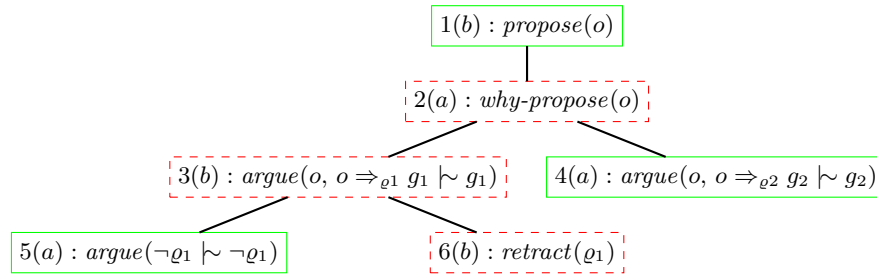 1(b) : propose(o)
2(a) : why-propose(o)
3(b) : argue(o, o ⇒ϱ1 g1 |∼ g1)
4(a) : argue(o, o ⇒ϱ2 g2 |∼ g2)
5(a) : argue(¬ϱ1 |∼ ¬ϱ1)
6(b) : retract(ϱ1)